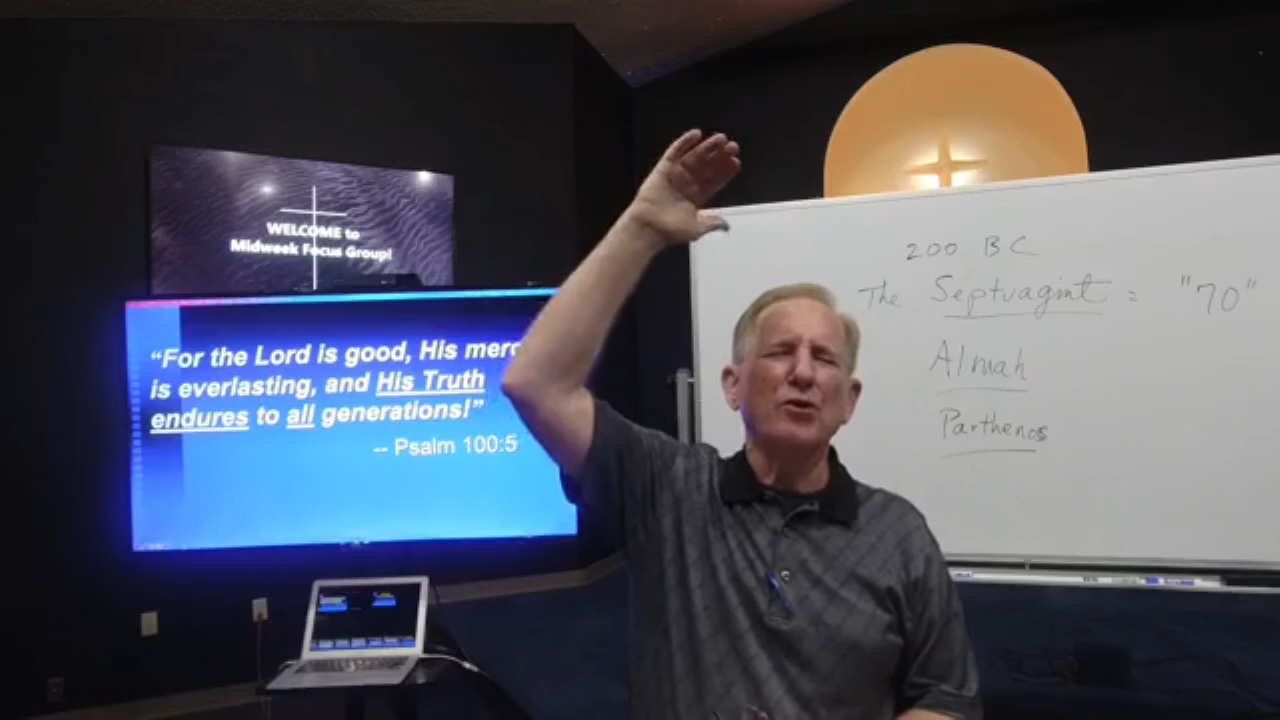 WELCOME to
Midweek Focus Group!
“For the Lord is good, His merc
is everlasting, and His Truth
endures to all generations!”
-- Psalm 100:5
200 BC
The Septuagint = "70"
Almah
Parthenos